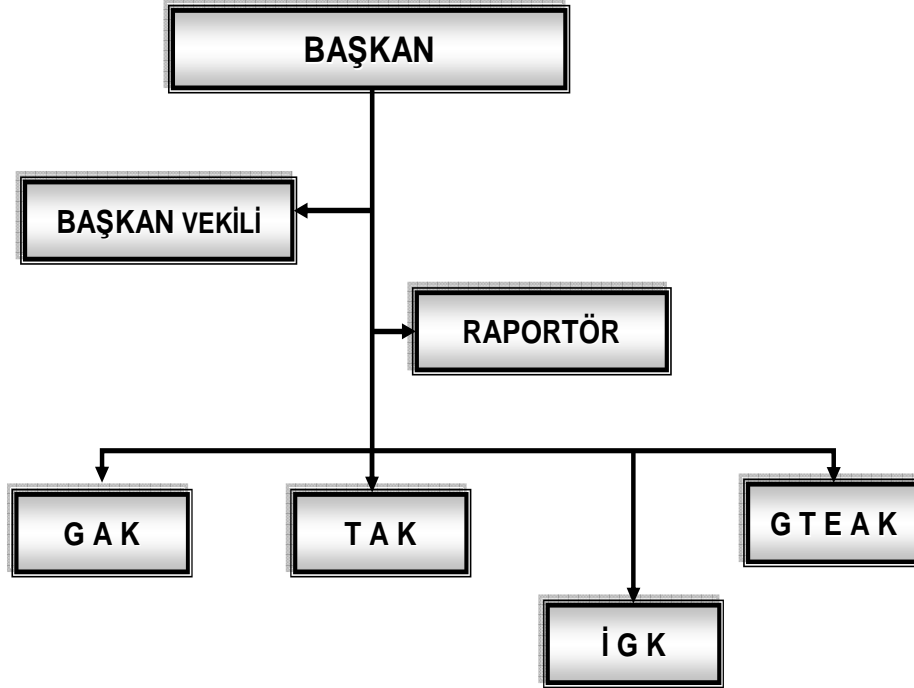 BAŞKAN
BAŞKAN VEKİLİ
RAPORTÖR
G A K
T A K
G T E A K
İ G K